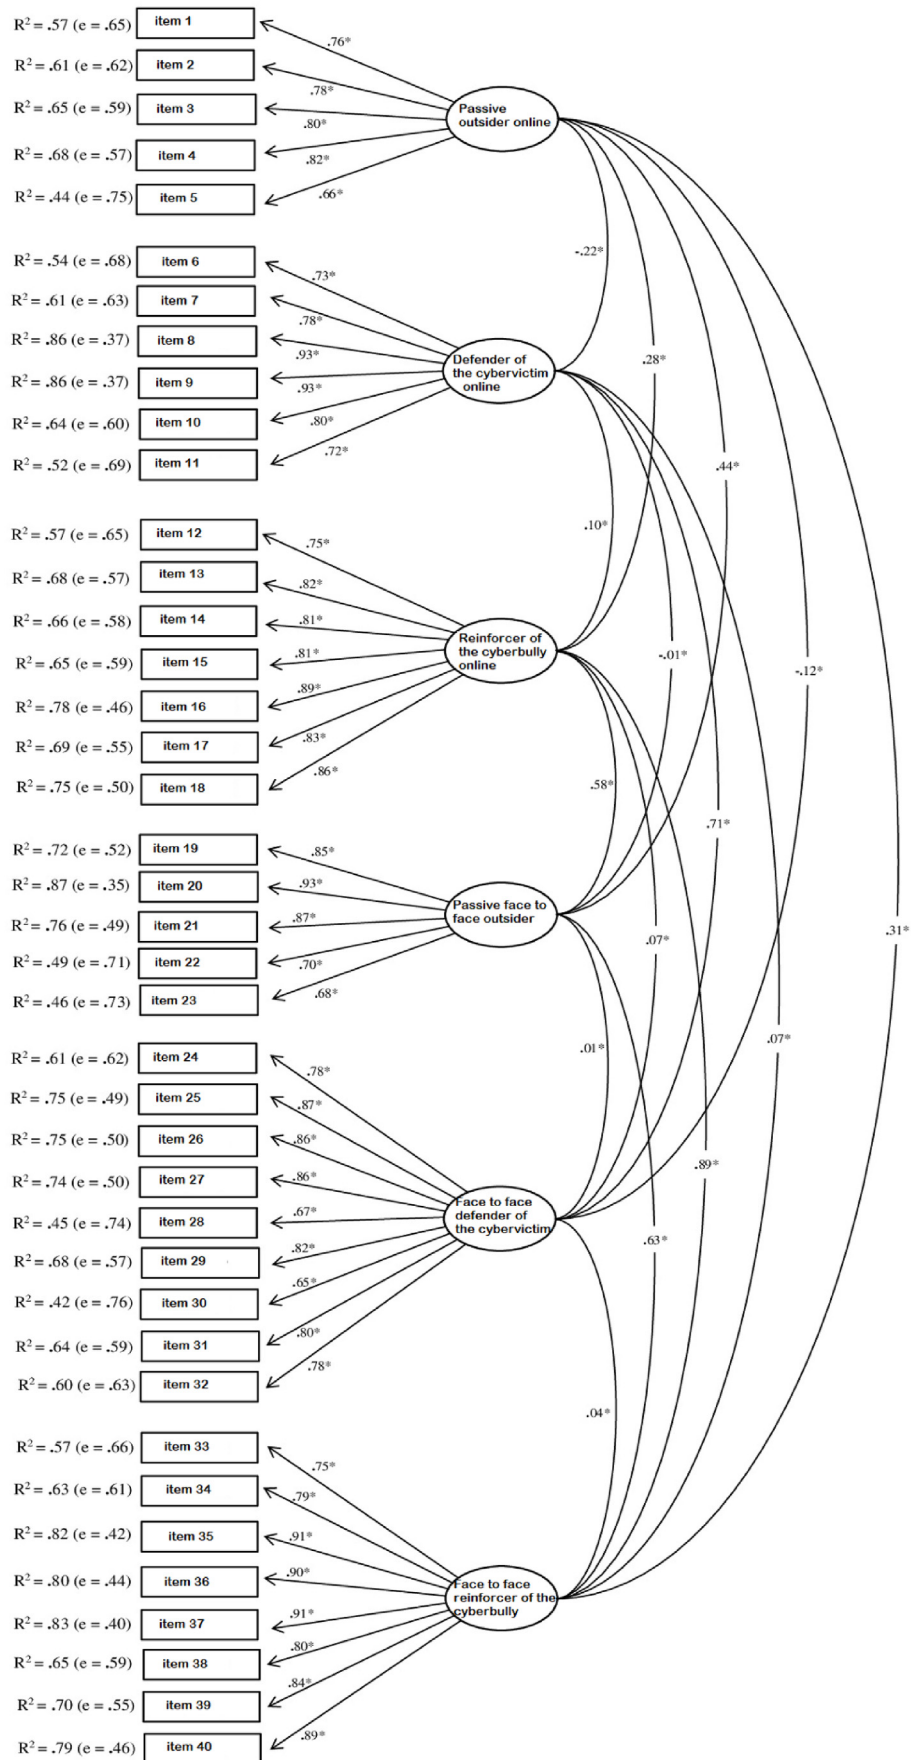 R² = .57 (e = .65) item 1
.76*
R² = .61 (e = .62) item 2
.78*
R² = .65 (e = .59) item 3
.80*
R² = .68 (e = .57) item 4
.82*
R² = .44 (e = .75) item 5
.66*
Passive
outsider online
R² = .54 (e = .68) item 6
.73*
R² = .61 (e = .63) item 7
.78*
R² = .86 (e = .37) item 8
.93*
R² = .86 (e = .37) item 9
.93*
R² = .64 (e = .60) item 10
.80*
R² = .52 (e = .69) item 11
.72*
Defender of
the cybervictim
online
R² = .57 (e = .65) item 12
.75*
R² = .68 (e = .57) item 13
.82*
R² = .66 (e = .58) item 14
.81*
R² = .65 (e = .59) item 15
.81*
R² = .78 (e = .46) item 16
.89*
R² = .69 (e = .55) item 17
.83*
R² = .75 (e = .50) item 18
.86*
Reinforcer of
the cyberbully
online
R² = .72 (e = .52) item 19
.85*
R² = .87 (e = .35) item 20
.93*
R² = .76 (e = .49) item 21
.87*
R² = .49 (e = .71) item 22
.70*
R² = .46 (e = .73) item 23
.68*
Passive face to
face outsider
R² = .61 (e = .62) item 24
.78*
R² = .75 (e = .49) item 25
.87*
R² = .75 (e = .50) item 26
.86*
R² = .74 (e = .50) item 27
.86*
R² = .45 (e = .74) item 28
.67*
R² = .68 (e = .57) item 29
.82*
R² = .42 (e = .76) item 30
.65*
R² = .64 (e = .59) item 31
.80*
R² = .60 (e = .63) item 32
.78*
Face to face
defender of
the cybervictim
R² = .57 (e = .66) item 33
.75*
R² = .63 (e = .61) item 34
.79*
R² = .82 (e = .42) item 35
.91*
R² = .80 (e = .44) item 36
.90*
R² = .83 (e = .40) item 37
.91*
R² = .65 (e = .59) item 38
.80*
R² = .70 (e = .55) item 39
.84*
R² = .79 (e = .46) item 40
.89*
Face to face
reinforcer of the
cyberbully
-.22*
.28*
.44*
.10*
-.01*
-.12*
.58*
.71*
.07*
.31*
.01*
.07*
.89*
.63*
.04*